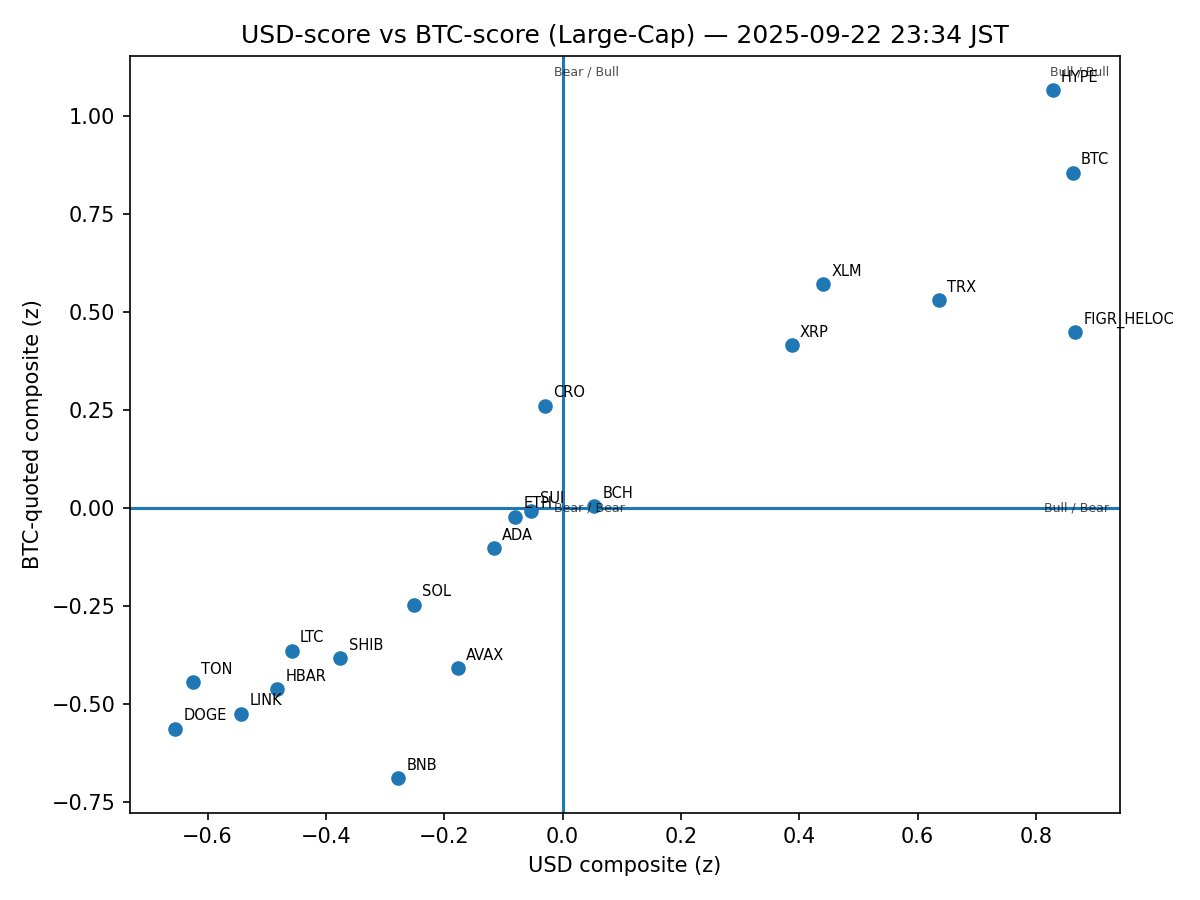 USD-score vs BTC-score (Large-Cap) — 2025-09-22 23:34 JST
Bear / Bull
Bull / Bull
HYPE
1.00
BTC
0.75
XLM
TRX
0.50
FIGR_HELOC
XRP
CRO
0.25
BCH
SUI
ETH
0.00
Bear / Bear
Bull / Bear
ADA
SOL
−0.25
LTC
SHIB
AVAX
TON
HBAR
LINK
−0.50
DOGE
BNB
−0.75
−0.6
−0.4
−0.2
0.0
0.2
0.4
0.6
0.8
USD composite (z)
BTC-quoted composite (z)